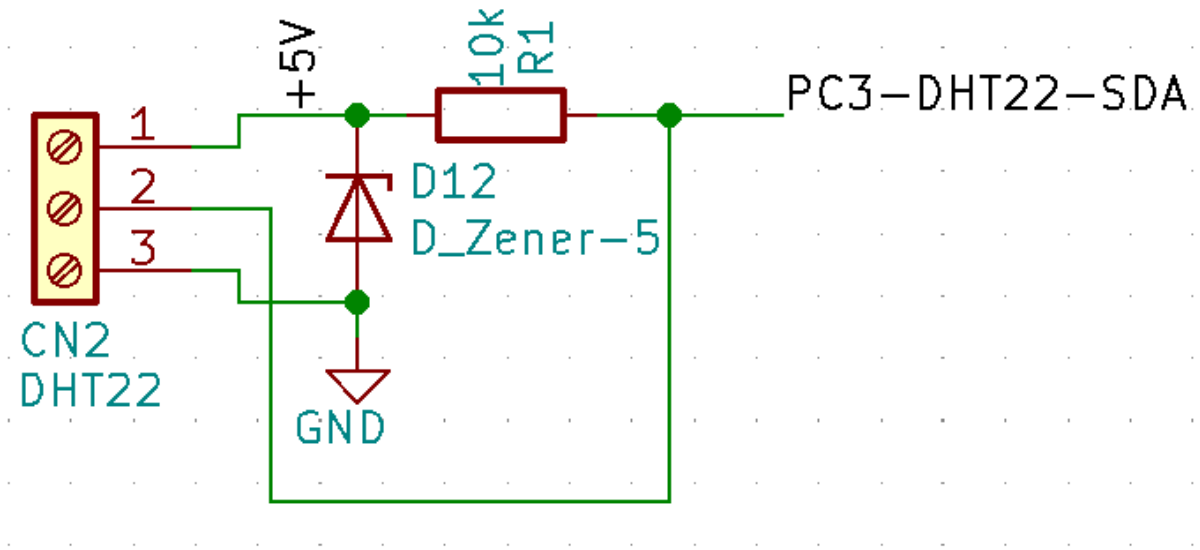 +5V
10k
R1
PC3-DHT22-SDA
1
2
3
D12
D_Zener-5
CN2
DHT22
GND